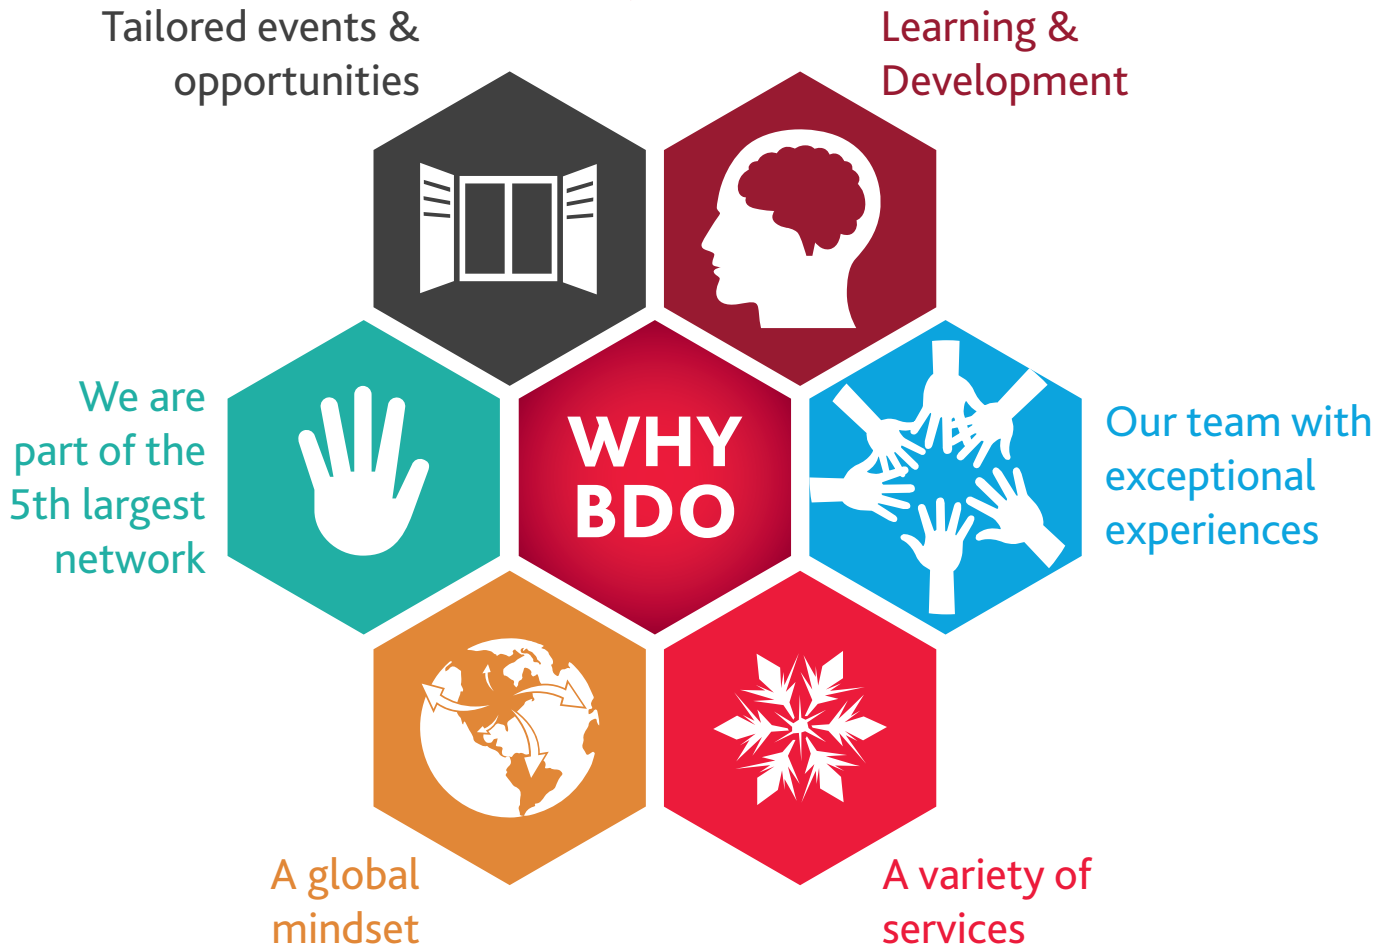 Tailored events &
opportunities
Learning &
Development
We are
part of the
5th largest
network
WHY
BDO
Our team with
exceptional
experiences
A global
mindset
A variety of
services